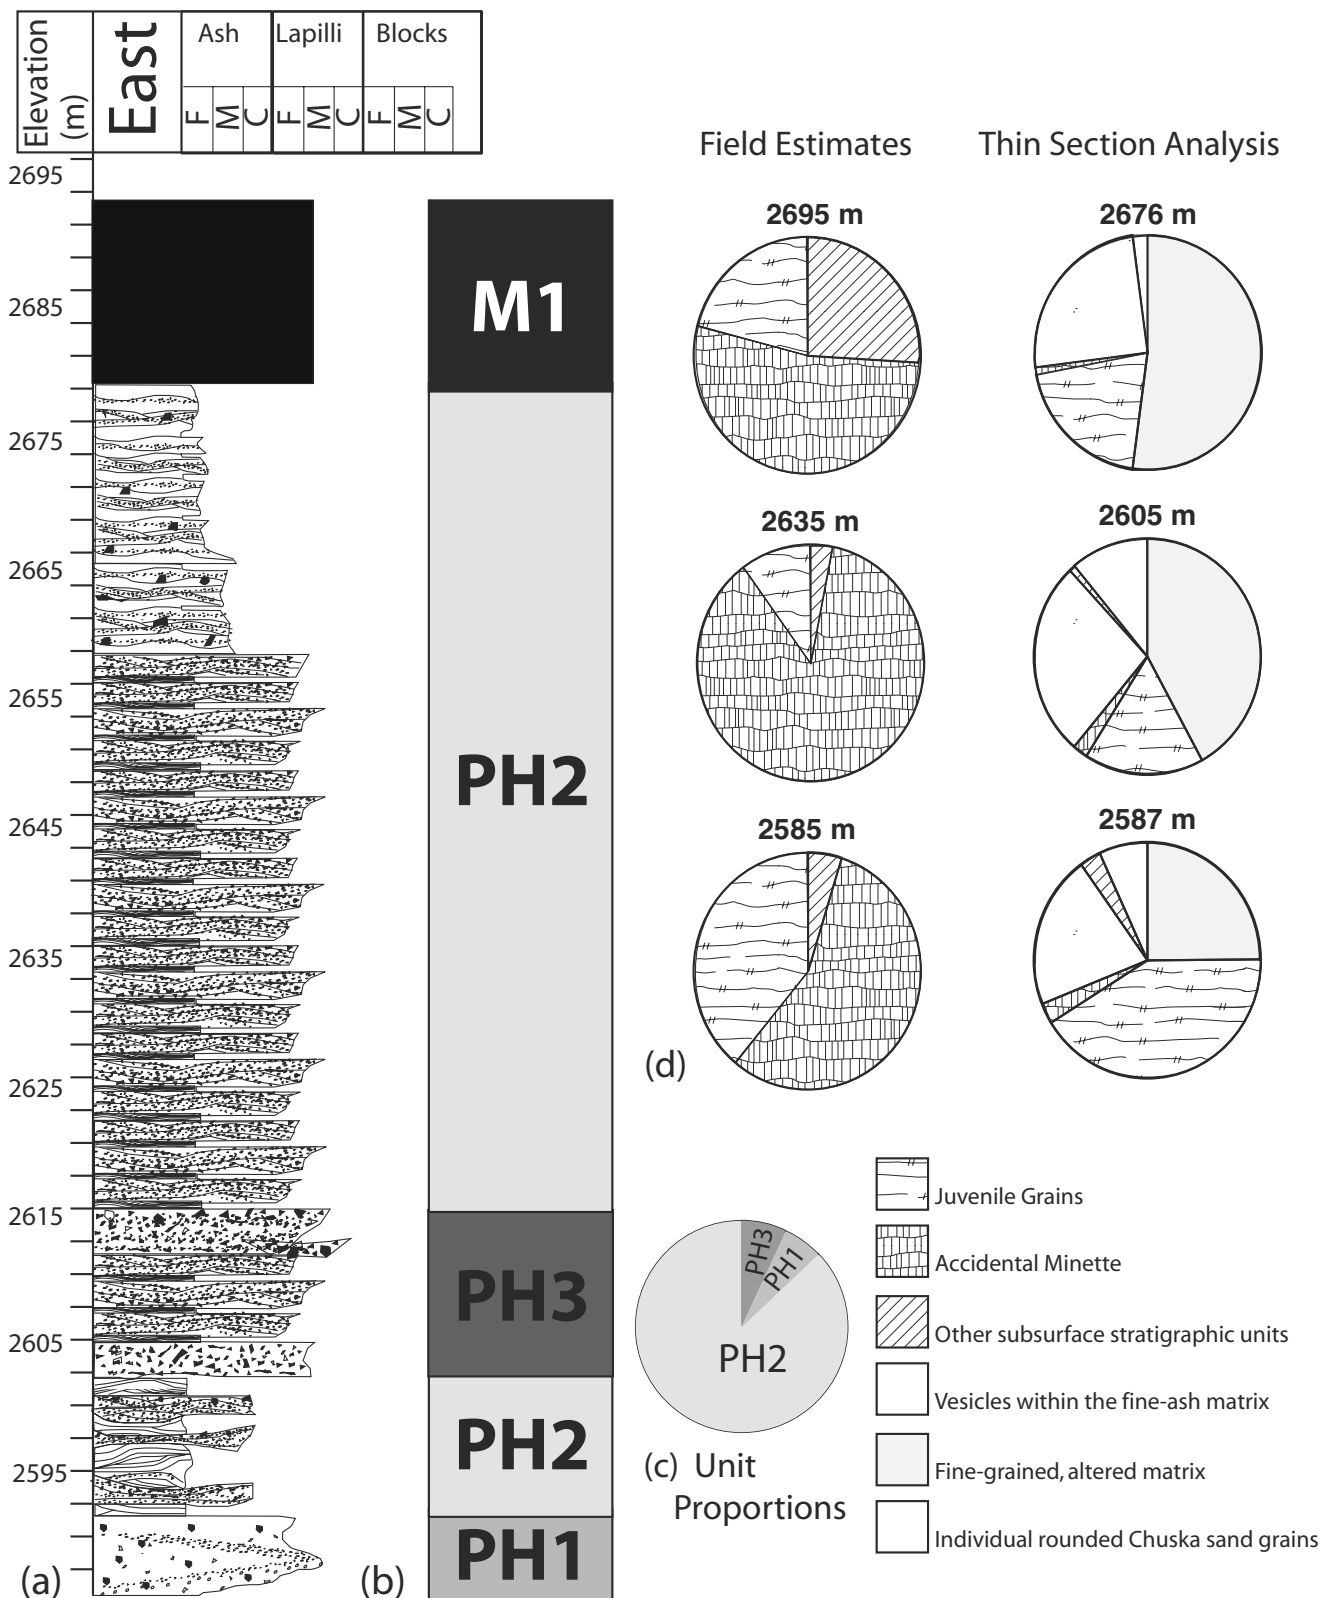 Elevation
(m)
East
Ash
Lapilli
Blocks
F
M
C
F
M
C
F
M
C
2695
2685
2675
2665
2655
2645
2635
2625
2615
2605
2595
(a)
M1
PH2
PH3
PH2
PH1
(b)
Field Estimates
Thin Section Analysis
2695 m
2676 m
2635 m
2605 m
2585 m
2587 m
(d)
PH3
PH1
PH2
(c) Unit
Proportions
Juvenile Grains
Accidental Minette
Other subsurface stratigraphic units
Vesicles within the fine-ash matrix
Fine-grained, altered matrix
Individual rounded Chuska sand grains